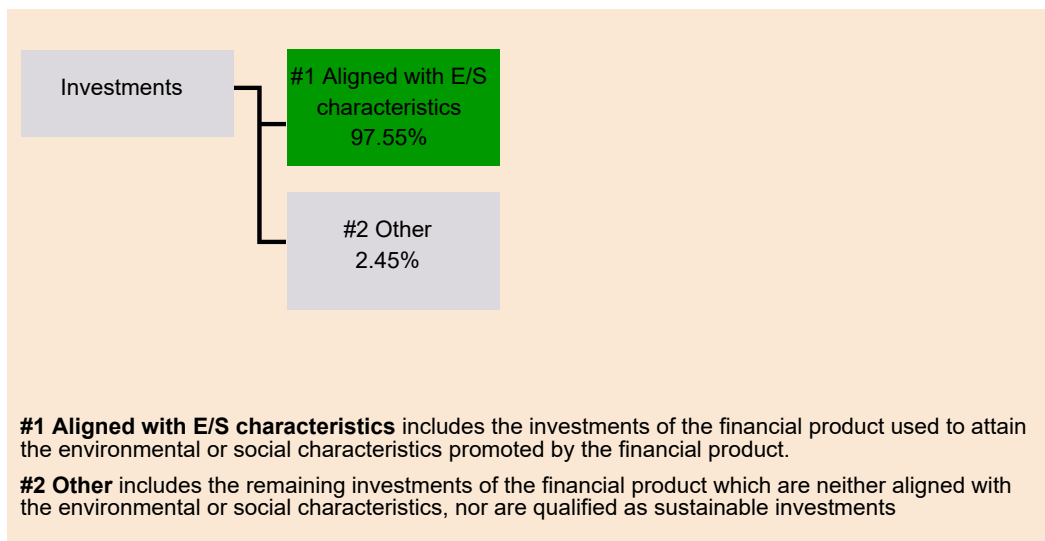 Investments
#1 Aligned with E/S
characteristics
97.55%
#2 Other
2.45%
#1 Aligned with E/S characteristics includes the investments of the financial product used to attain
the environmental or social characteristics promoted by the financial product.
#2 Other includes the remaining investments of the financial product which are neither aligned with
the environmental or social characteristics, nor are qualified as sustainable investments